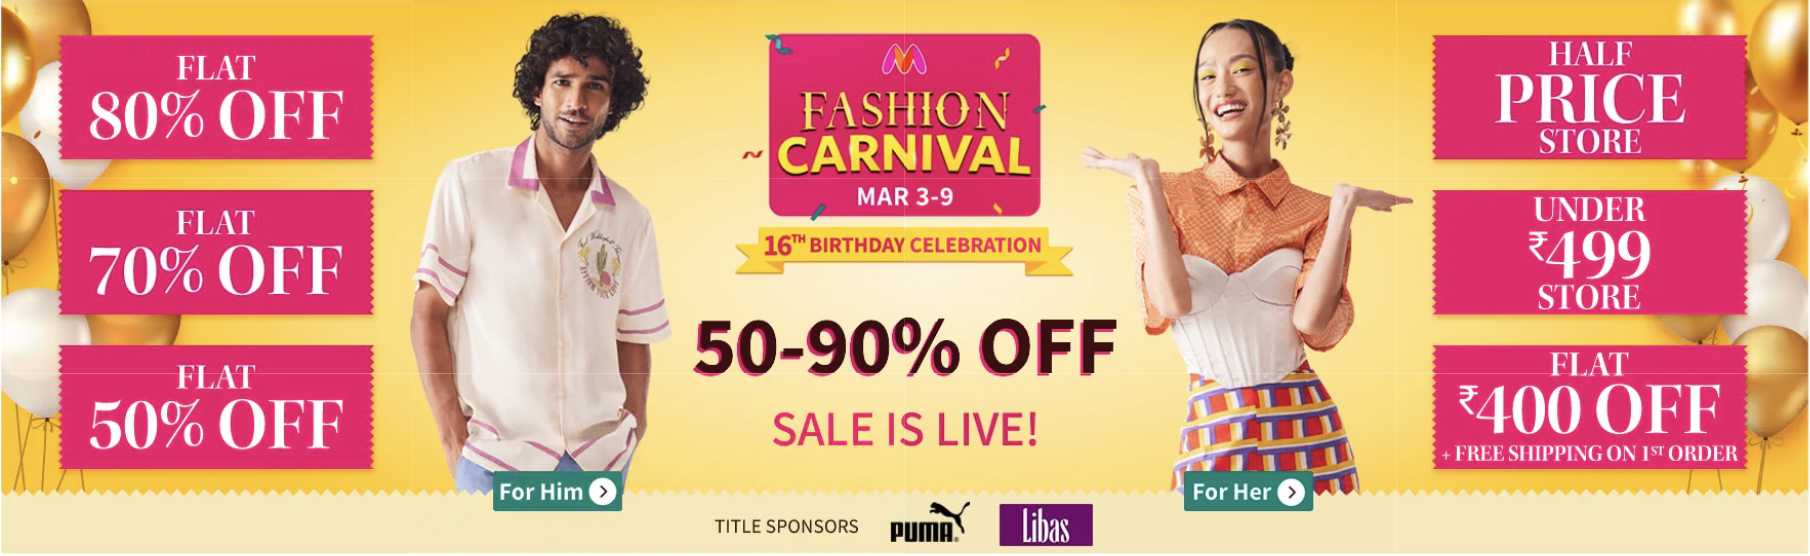 FLAT
80% OFF
FLAT
70% OFF
FLAT
50% OFF
For Him
FASHION
CARNIVAL
MAR 3-9
16TH BIRTHDAY CELEBRATION
50-90% OFF
SALE IS LIVE!
For Her
HALF
PRICE
STORE
UNDER
₹499
STORE
FLAT
₹400 OFF
+ FREE SHIPPING ON 1ST ORDER
TITLE SPONSORS
PUMA
Libas